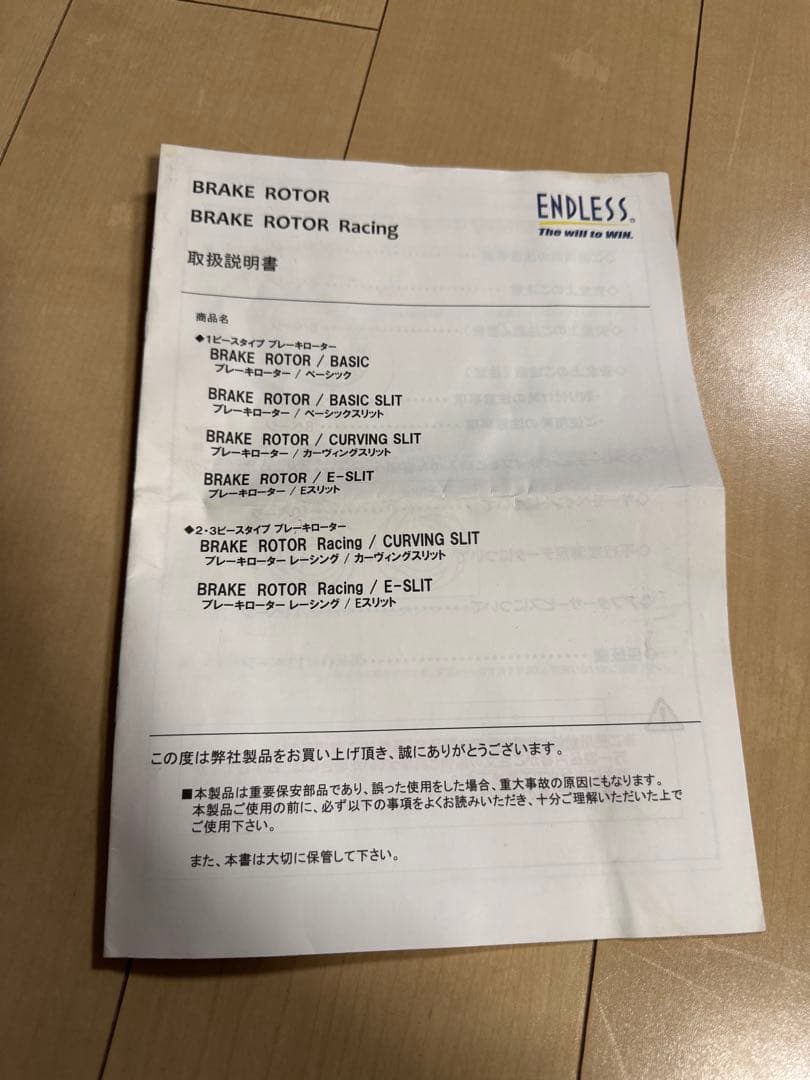 BRAKE ROTOR
BRAKE ROTOR Racing
取扱説明書
ENDLESS®
The will to WIN.
商品名
◆1ピースタイプ ブレーキローター
BRAKE ROTOR / BASIC
ブレーキローター / ベーシック
BRAKE ROTOR / BASIC SLIT
ブレーキローター / ベーシックスリット
BRAKE ROTOR / CURVING SLIT
ブレーキローター / カーヴィングスリット
BRAKE ROTOR / E-SLIT
ブレーキローター / Eスリット
◆2・3ピースタイプ ブレーキローター
BRAKE ROTOR Racing / CURVING SLIT
ブレーキローター レーシング / カーヴィングスリット
BRAKE ROTOR Racing / E-SLIT
ブレーキローター レーシング / Eスリット
この度は弊社製品をお買い上げ頂き、誠にありがとうございます。
■本製品は重要保安部品であり、誤った使用をした場合、重大事故の原因にもなります。
本製品ご使用の前に、必ず以下の事項をよくお読みいただき、十分ご理解いただいた上で
ご使用下さい。
また、本書は大切に保管して下さい。